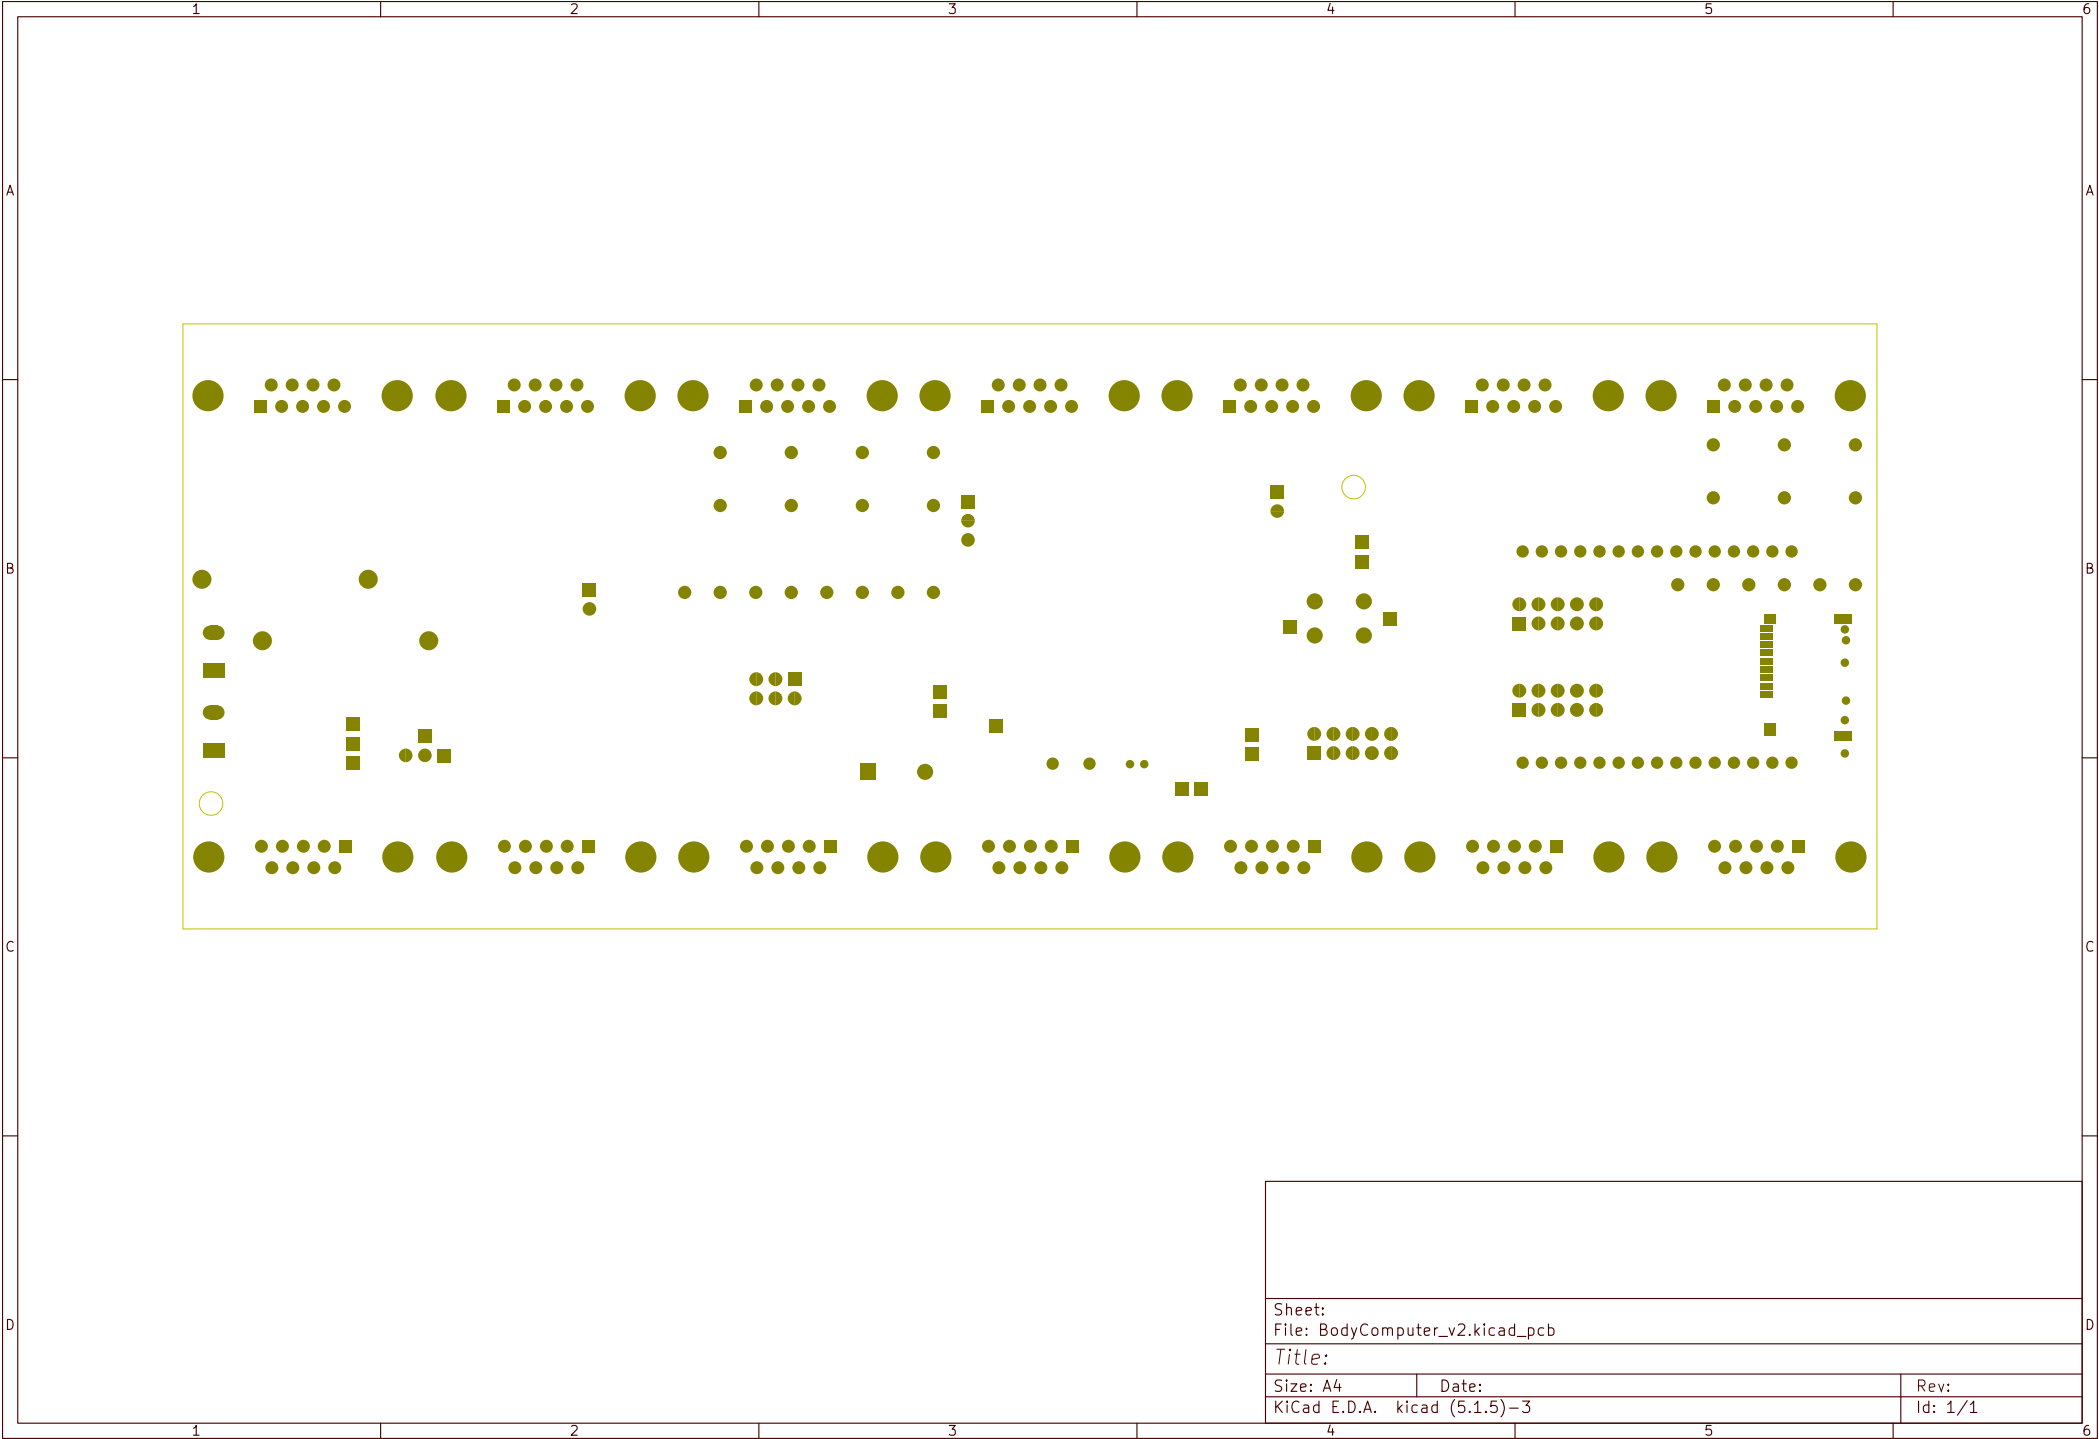 1 2 3 4 5 6
A A
B B
C C
Sheet:
File: BodyComputer_v2.kicad_pcb
D D
Title:
Size: A4 Date: Rev:
KiCad E.D.A. kicad (5.1.5)-3 Id: 1/1
1 2 3 4 5 6